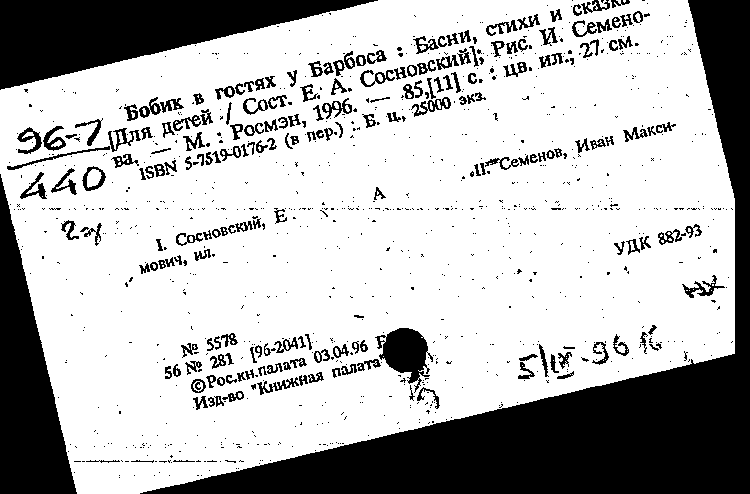 Бобик в гостях у Барбоса : Басни, стихи и сказка
96-7 [Для детей / Сост. Е. А. Сосновский]; Рис. И. Семено-
440 ва. — М. : Росмэн, 1996. — 85,[11] с. : цв. ил.; 27 см.
ISBN 5-7519-0176-2 (в пер.) : Б. ц., 25000 экз.
I. Сосновский, Е. А. II. Семенов, Иван Макси-
мович, ил.
УДК 882-93
№ 5578
56 № 281 [96-2041]
©Рос.кн.палата 03.04.96
Изд-во "Книжная палата"
5/IX-96